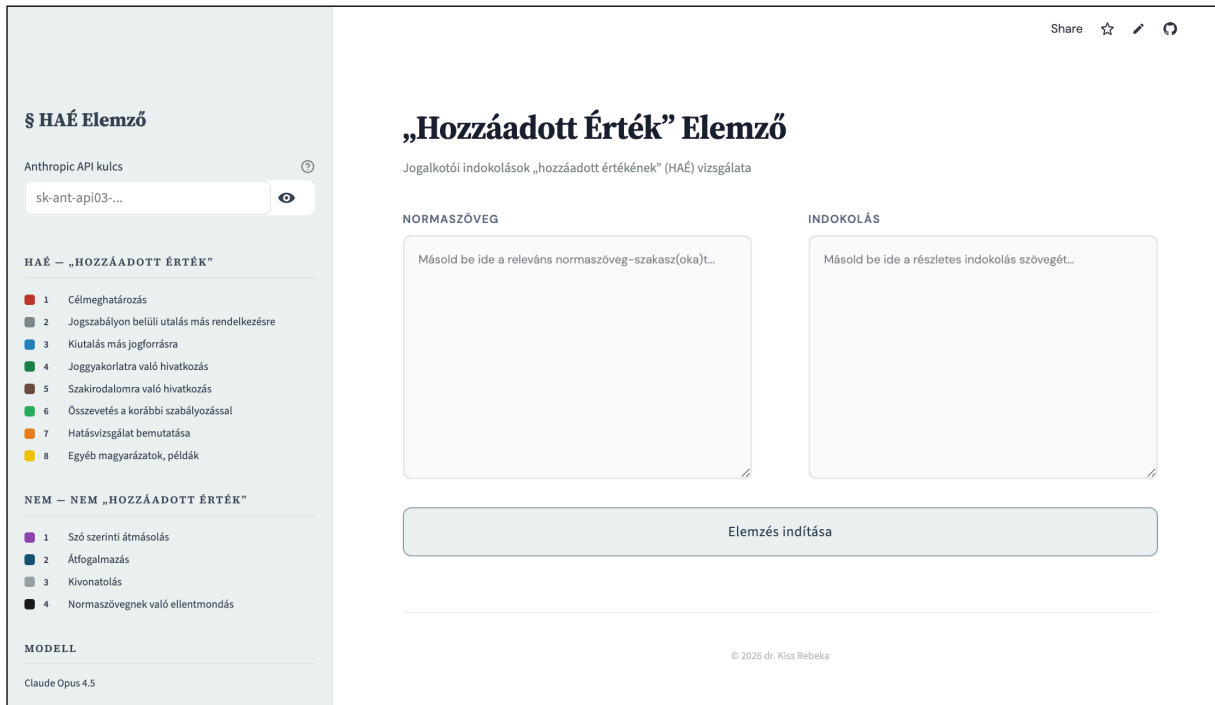 Share
§ HAÉ Elemző
Anthropic API kulcs
sk-ant-api03-...
HAÉ — „HOZZÁADOTT ÉRTÉK”
1 Célmeghatározás
2 Jogszabályon belüli utalás más rendelkezésre
3 Kiutalás más jogforrásra
4 Joggyakorlatra való hivatkozás
5 Szakirodalomra való hivatkozás
6 Összevetés a korábbi szabályozással
7 Hatásvizsgálat bemutatása
8 Egyéb magyarázatok, példák
NEM — NEM „HOZZÁADOTT ÉRTÉK”
1 Szó szerinti átmásolás
2 Átfogalmazás
3 Kivonatolás
4 Normaszövegnek való ellentmondás
MODELL
Claude Opus 4.5
„Hozzáadott Érték” Elemző
Jogalkotói indokolások „hozzáadott értékének” (HAÉ) vizsgálata
NORMASZÖVEG
Másold be ide a releváns normaszöveg-szakasz(oka)t...
INDOKOLÁS
Másold be ide a részletes indokolás szövegét...
Elemzés indítása
© 2026 dr. Kiss Rebeka